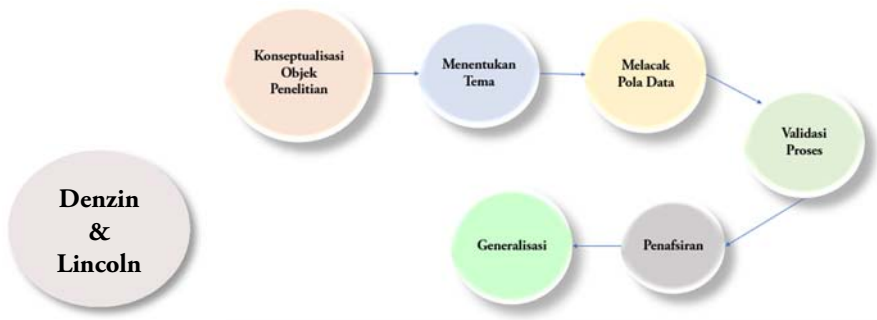 Konseptualisasi
Objek
Penelitian
Menentukan
Tema
Melacak
Pola Data
Validasi
Proses
Penafsiran
Generalisasi
Denzin
&
Lincoln